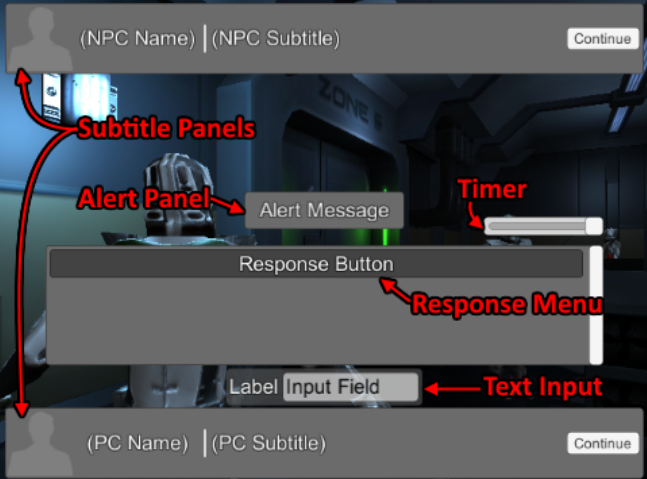 (NPC Name) | (NPC Subtitle)
Continue
ZONE
Subtitle Panels
Alert Panel
Alert Message
Timer
Response Button
Response Menu
Label Input Field
Text Input
(PC Name) | (PC Subtitle)
Continue